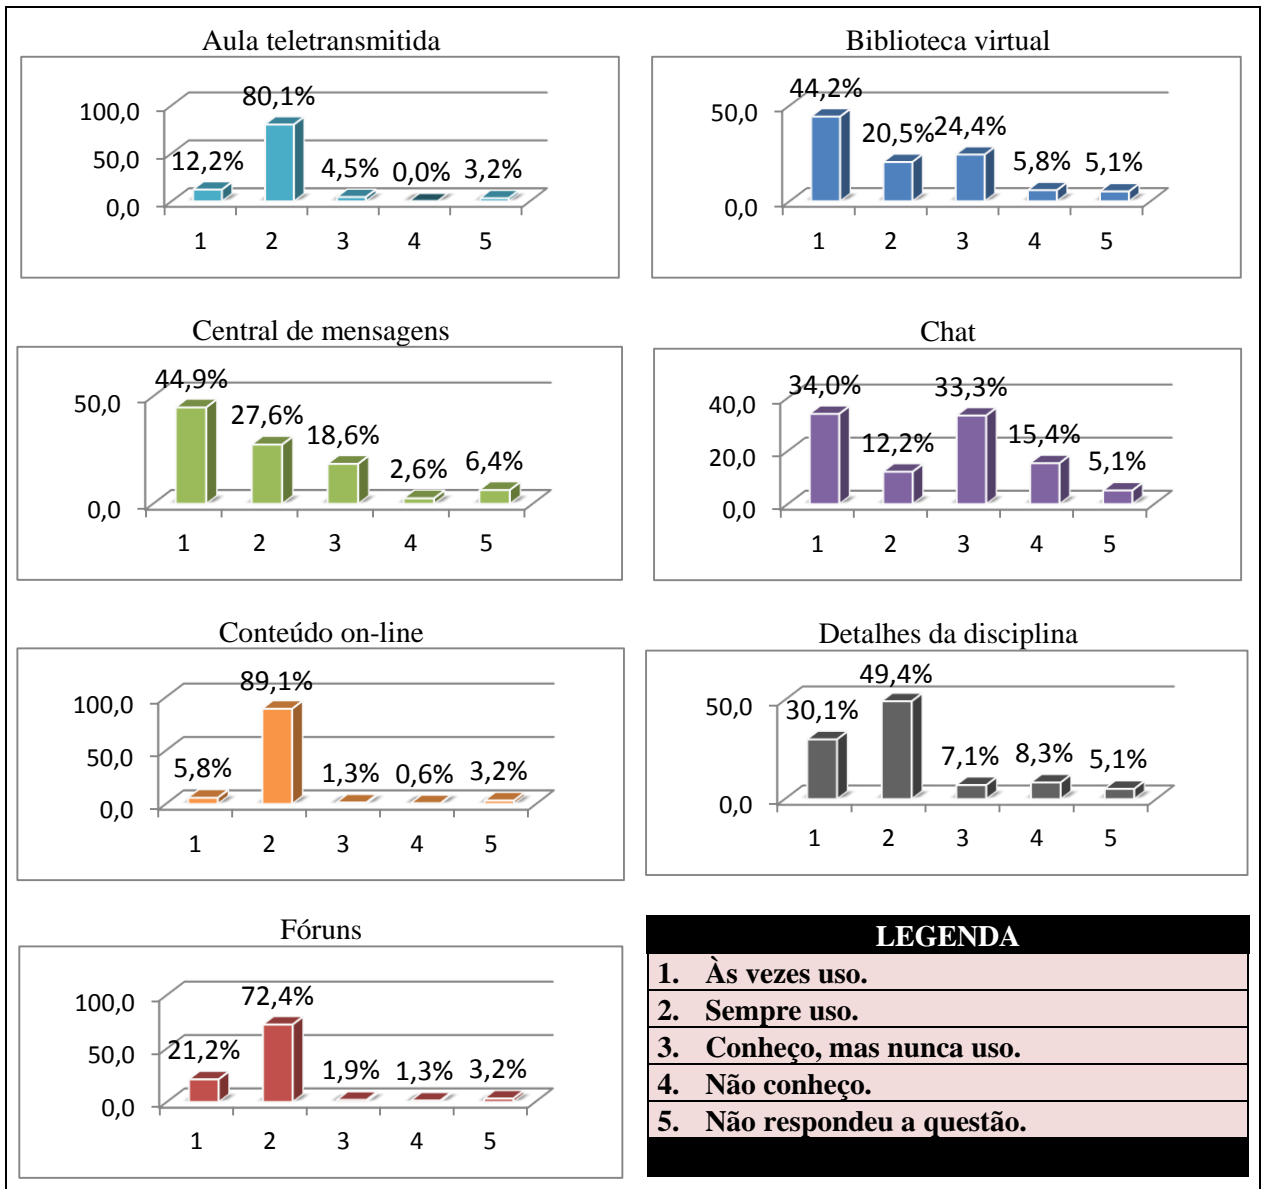 Aula teletransmitida
100,0
50,0
0,0
12,2% 80,1% 4,5% 0,0% 3,2%
1 2 3 4 5
Biblioteca virtual
50,0
0,0
44,2% 20,5% 24,4% 5,8% 5,1%
1 2 3 4 5
Central de mensagens
50,0
0,0
44,9% 27,6% 18,6% 2,6% 6,4%
1 2 3 4 5
Chat
40,0
20,0
0,0
34,0% 12,2% 33,3% 15,4% 5,1%
1 2 3 4 5
Conteúdo on-line
100,0
50,0
0,0
5,8% 89,1% 1,3% 0,6% 3,2%
1 2 3 4 5
Detalhes da disciplina
50,0
0,0
30,1% 49,4% 7,1% 8,3% 5,1%
1 2 3 4 5
Fóruns
100,0
50,0
0,0
21,2% 72,4% 1,9% 1,3% 3,2%
1 2 3 4 5
LEGENDA
1. Às vezes uso.
2. Sempre uso.
3. Conheço, mas nunca uso.
4. Não conheço.
5. Não respondeu a questão.